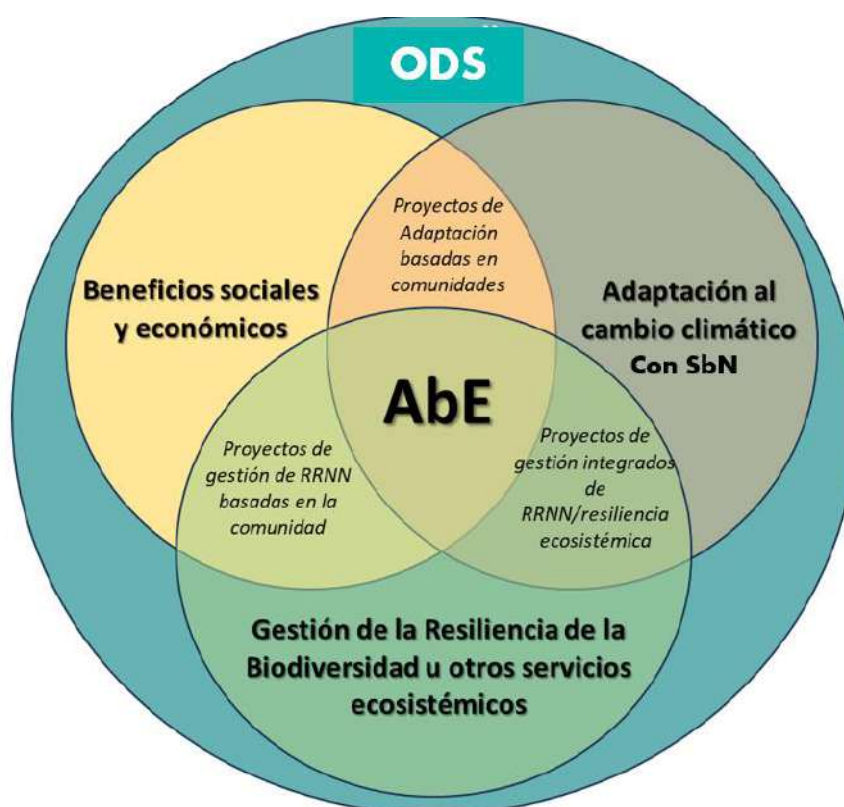 ODS
Proyectos de
Adaptación
basadas en
comunidades
Beneficios sociales
y económicos
Adaptación al
cambio climático
Con SbN
AbE
Proyectos de
gestión de RRNN
basadas en la
comunidad
Proyectos de
gestión integrados
de
RRNN/resiliencia
ecosistémica
Gestión de la Resiliencia de la
Biodiversidad u otros servicios
ecosistémicos